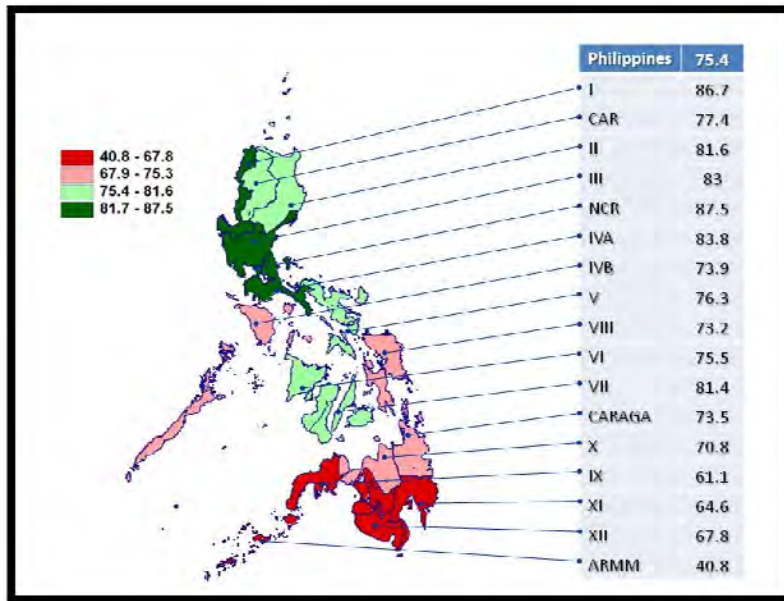 Philippines 75.4
I 86.7
CAR 77.4
II 81.6
III 83
NCR 87.5
IVA 83.8
IVB 73.9
V 76.3
VIII 73.2
VI 75.5
VII 81.4
CARAGA 73.5
X 70.8
IX 61.1
XI 64.6
XII 67.8
ARMM 40.8
40.8 - 67.8
67.9 - 75.3
75.4 - 81.6
81.7 - 87.5